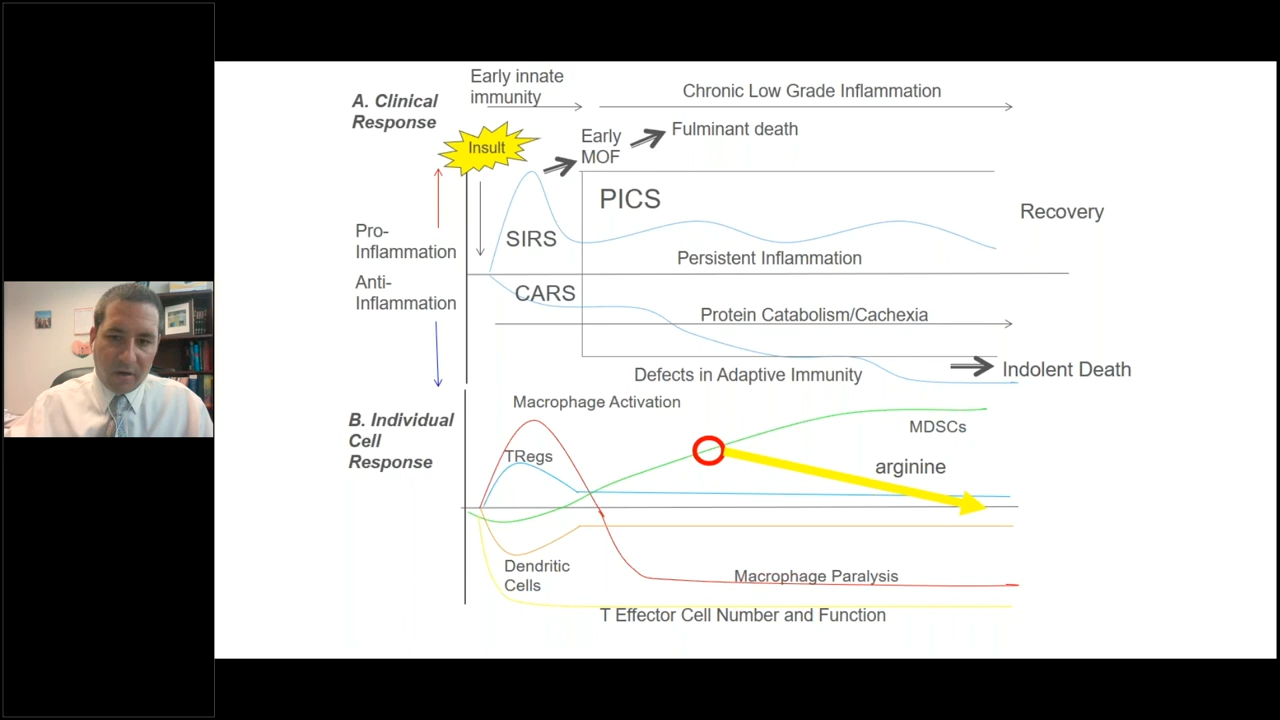 Early innate
immunity
Chronic Low Grade Inflammation
A. Clinical
Response
Insult
Early
MOF
Fulminant death
PICS
Recovery
Pro-
Inflammation
SIRS
Persistent Inflammation
Anti-
Inflammation
CARS
Protein Catabolism/Cachexia
Indolent Death
Defects in Adaptive Immunity
Macrophage Activation
B. Individual
Cell
Response
MDSCs
TRegs
arginine
Dendritic
Cells
Macrophage Paralysis
T Effector Cell Number and Function